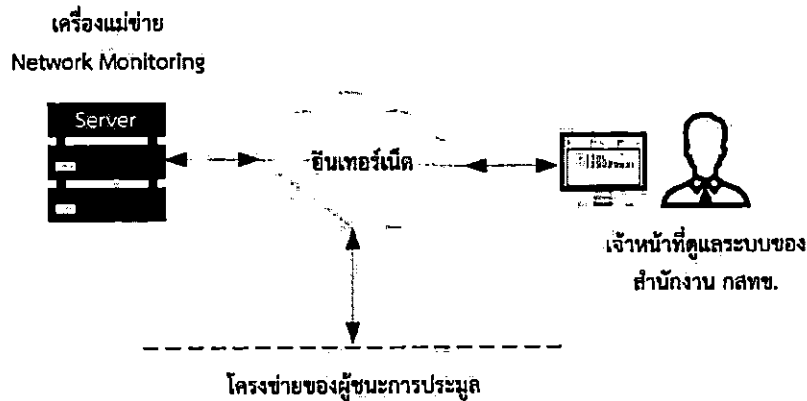 เครื่องแม่ข่าย
Network Monitoring
Server
อินเทอร์เน็ต
เจ้าหน้าที่ดูแลระบบของ
สำนักงาน กสทช.
โครงข่ายของผู้ชนะการประมูล